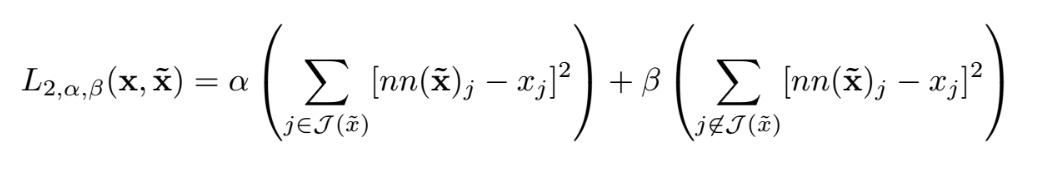 L_{2,\alpha,\beta}(\mathbf{x}, \tilde{\mathbf{x}}) = \alpha \left( \sum_{j \in \mathcal{J}(\tilde{x})} [nn(\tilde{\mathbf{x}})_j - x_j]^2 \right) + \beta \left( \sum_{j \notin \mathcal{J}(\tilde{x})} [nn(\tilde{\mathbf{x}})_j - x_j]^2 \right)